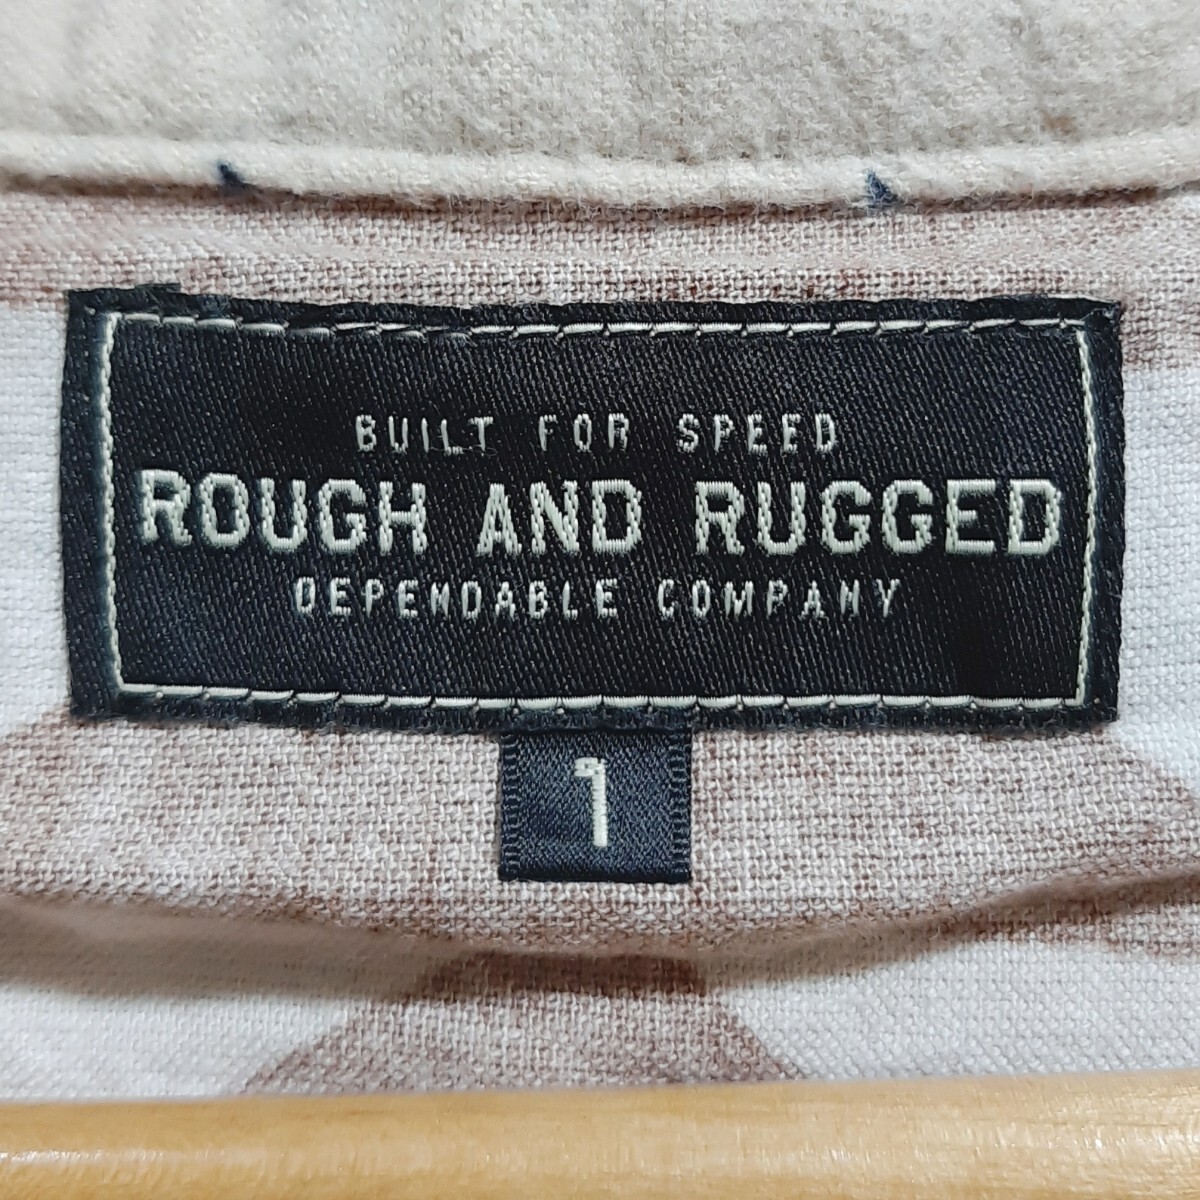 BUILT FOR SPEED
ROUGH AND RUGGED
DEPENDABLE COMPANY
1